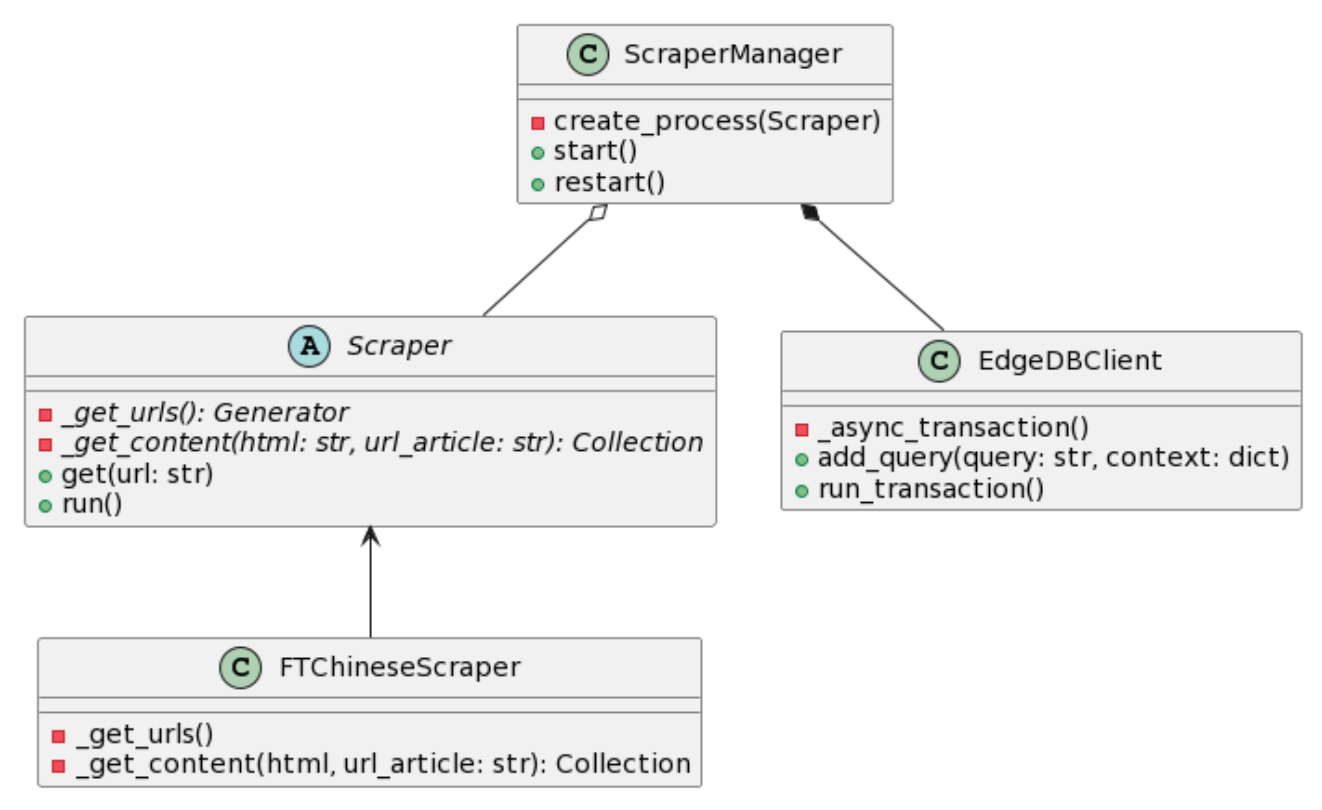 C ScraperManager
create_process(Scraper)
start()
restart()
A Scraper
_get_urls(): Generator
_get_content(html: str, url_article: str): Collection
get(url: str)
run()
C EdgeDBClient
_async_transaction()
add_query(query: str, context: dict)
run_transaction()
C FTChineseScraper
_get_urls()
_get_content(html, url_article: str): Collection